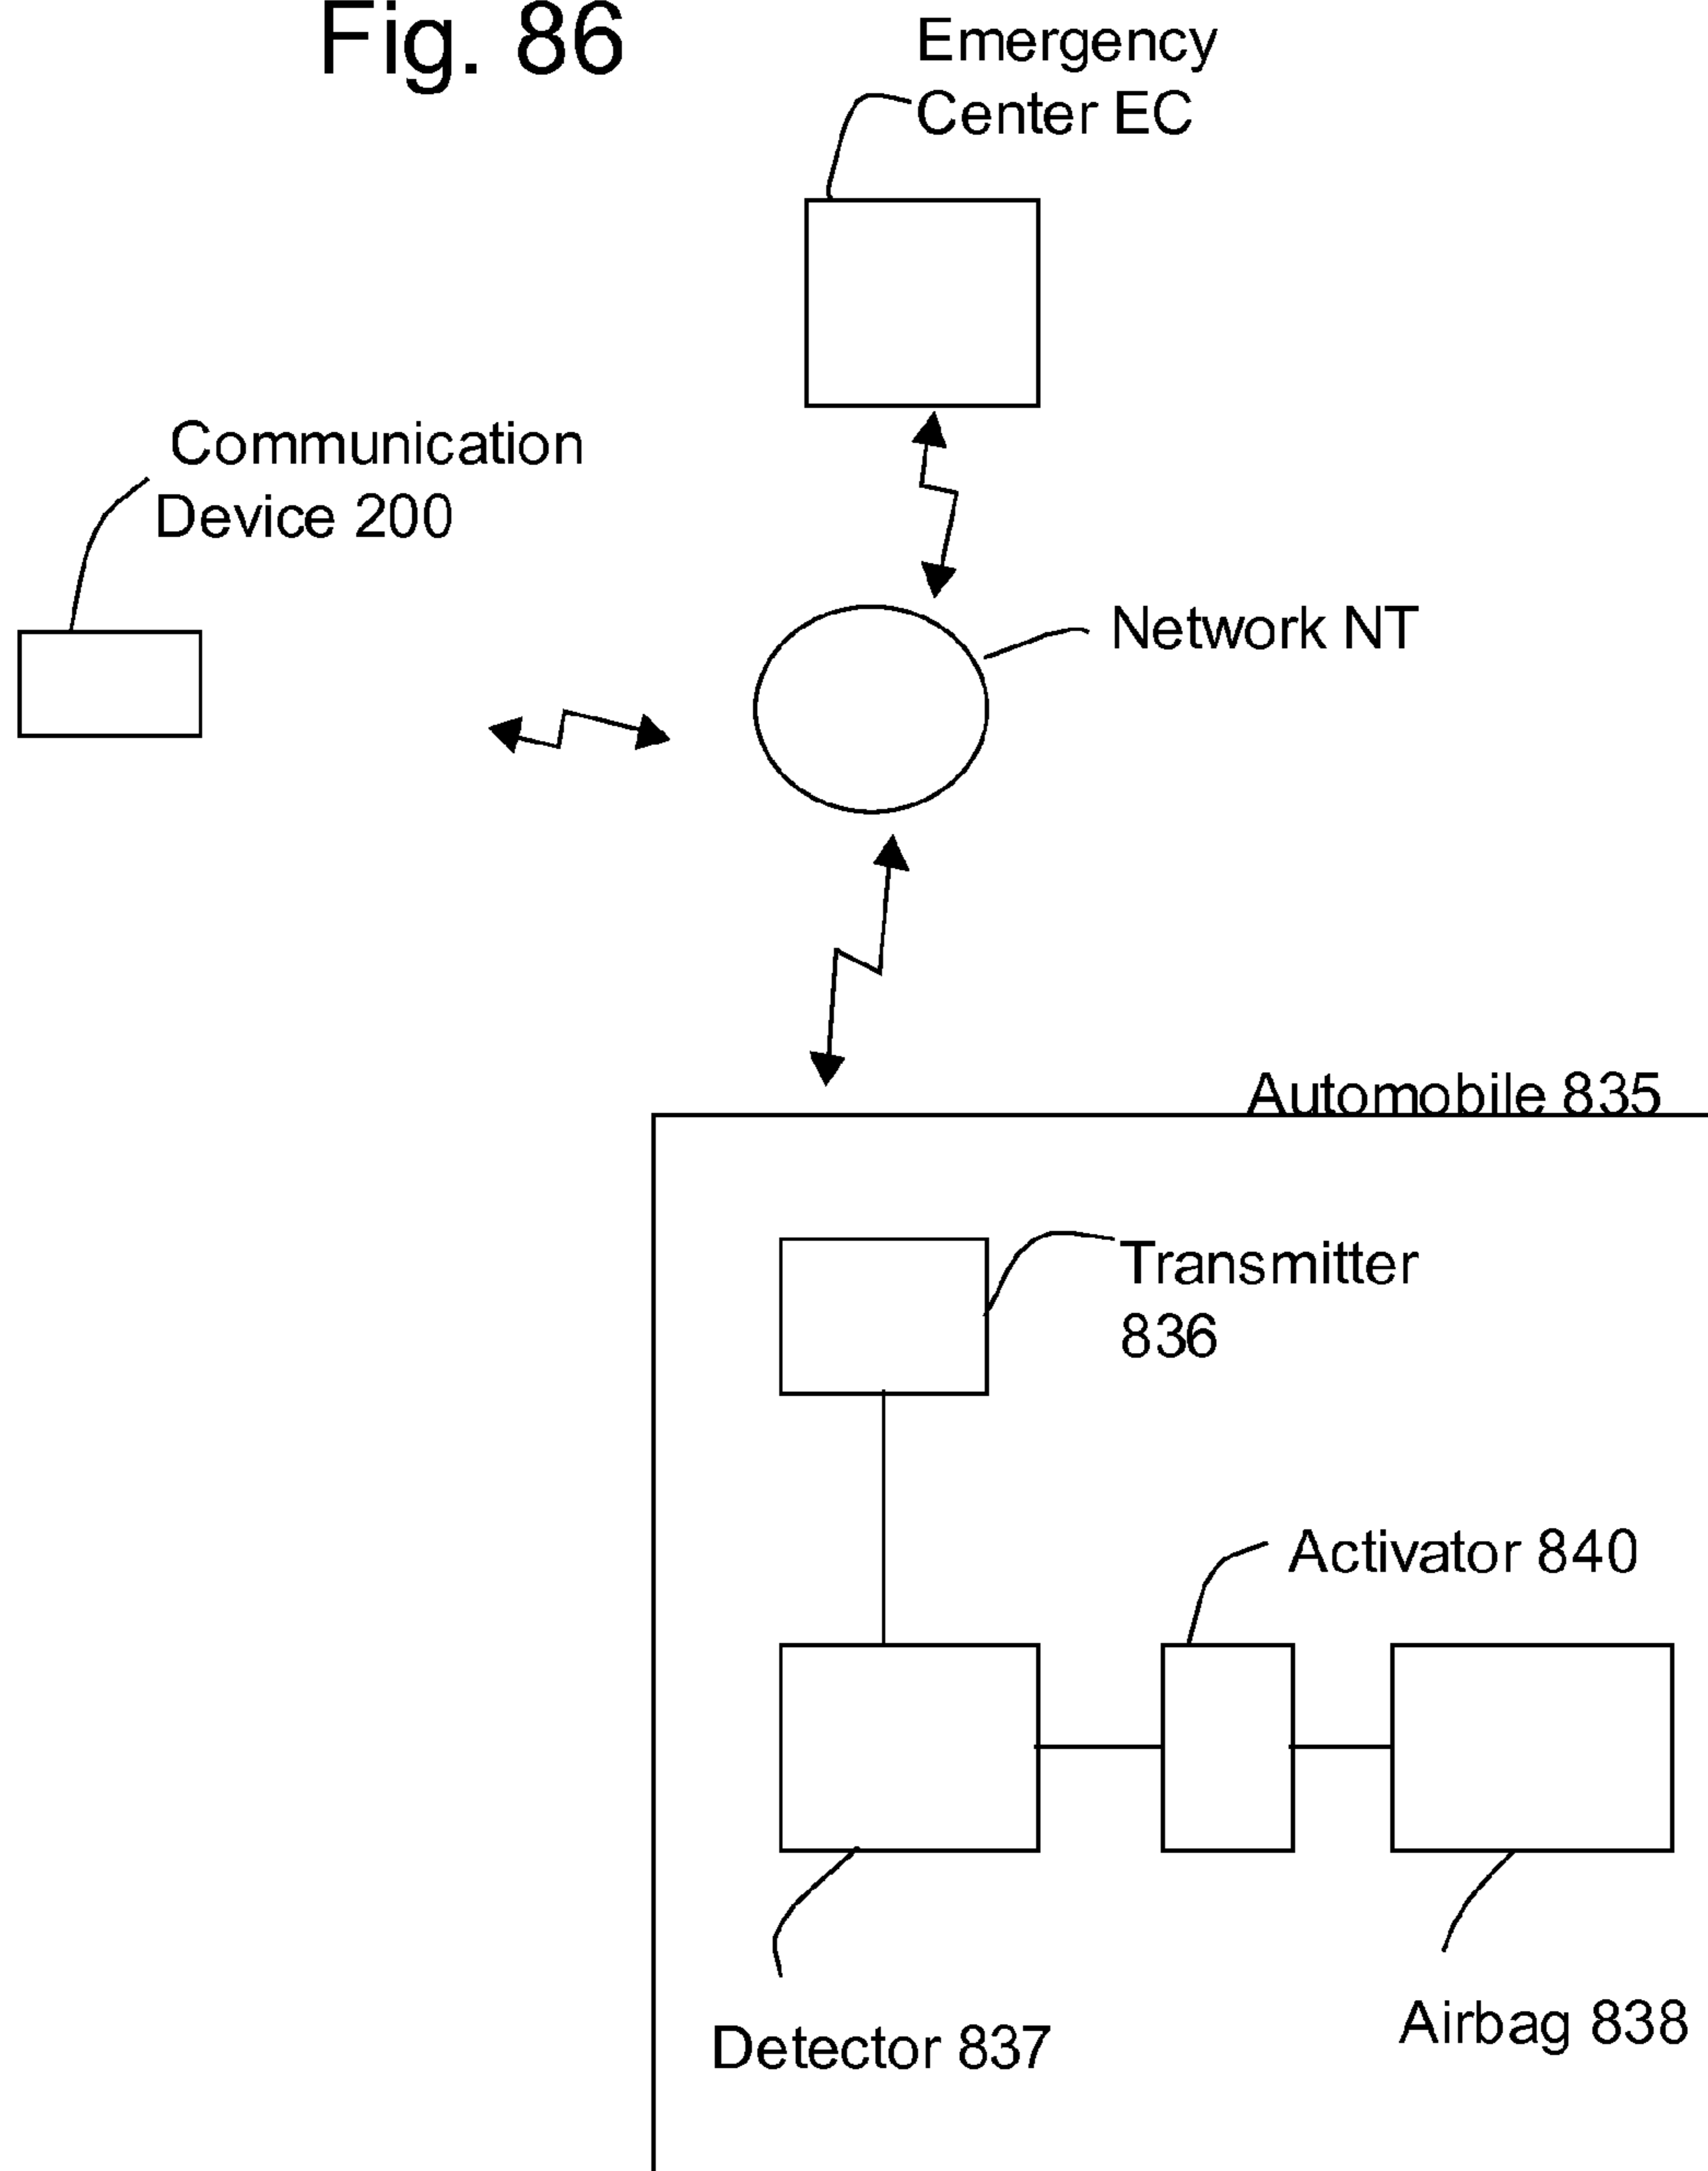 Fig. 86
Emergency
Center EC
Communication
Device 200
Network NT
Automobile 835
Transmitter
836
Activator 840
Airbag 838
Detector 837